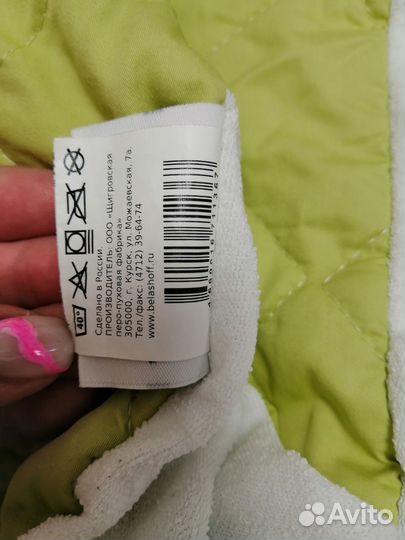 40°
Сделано в России.
ПРОИЗВОДИТЕЛЬ: ООО «Щигровская
перо-пуховая фабрика»
305000, г. Курск, ул. Можаевская, 7а.
Тел./факс: (4712) 39-64-74
www.belashoff.ru
Avito